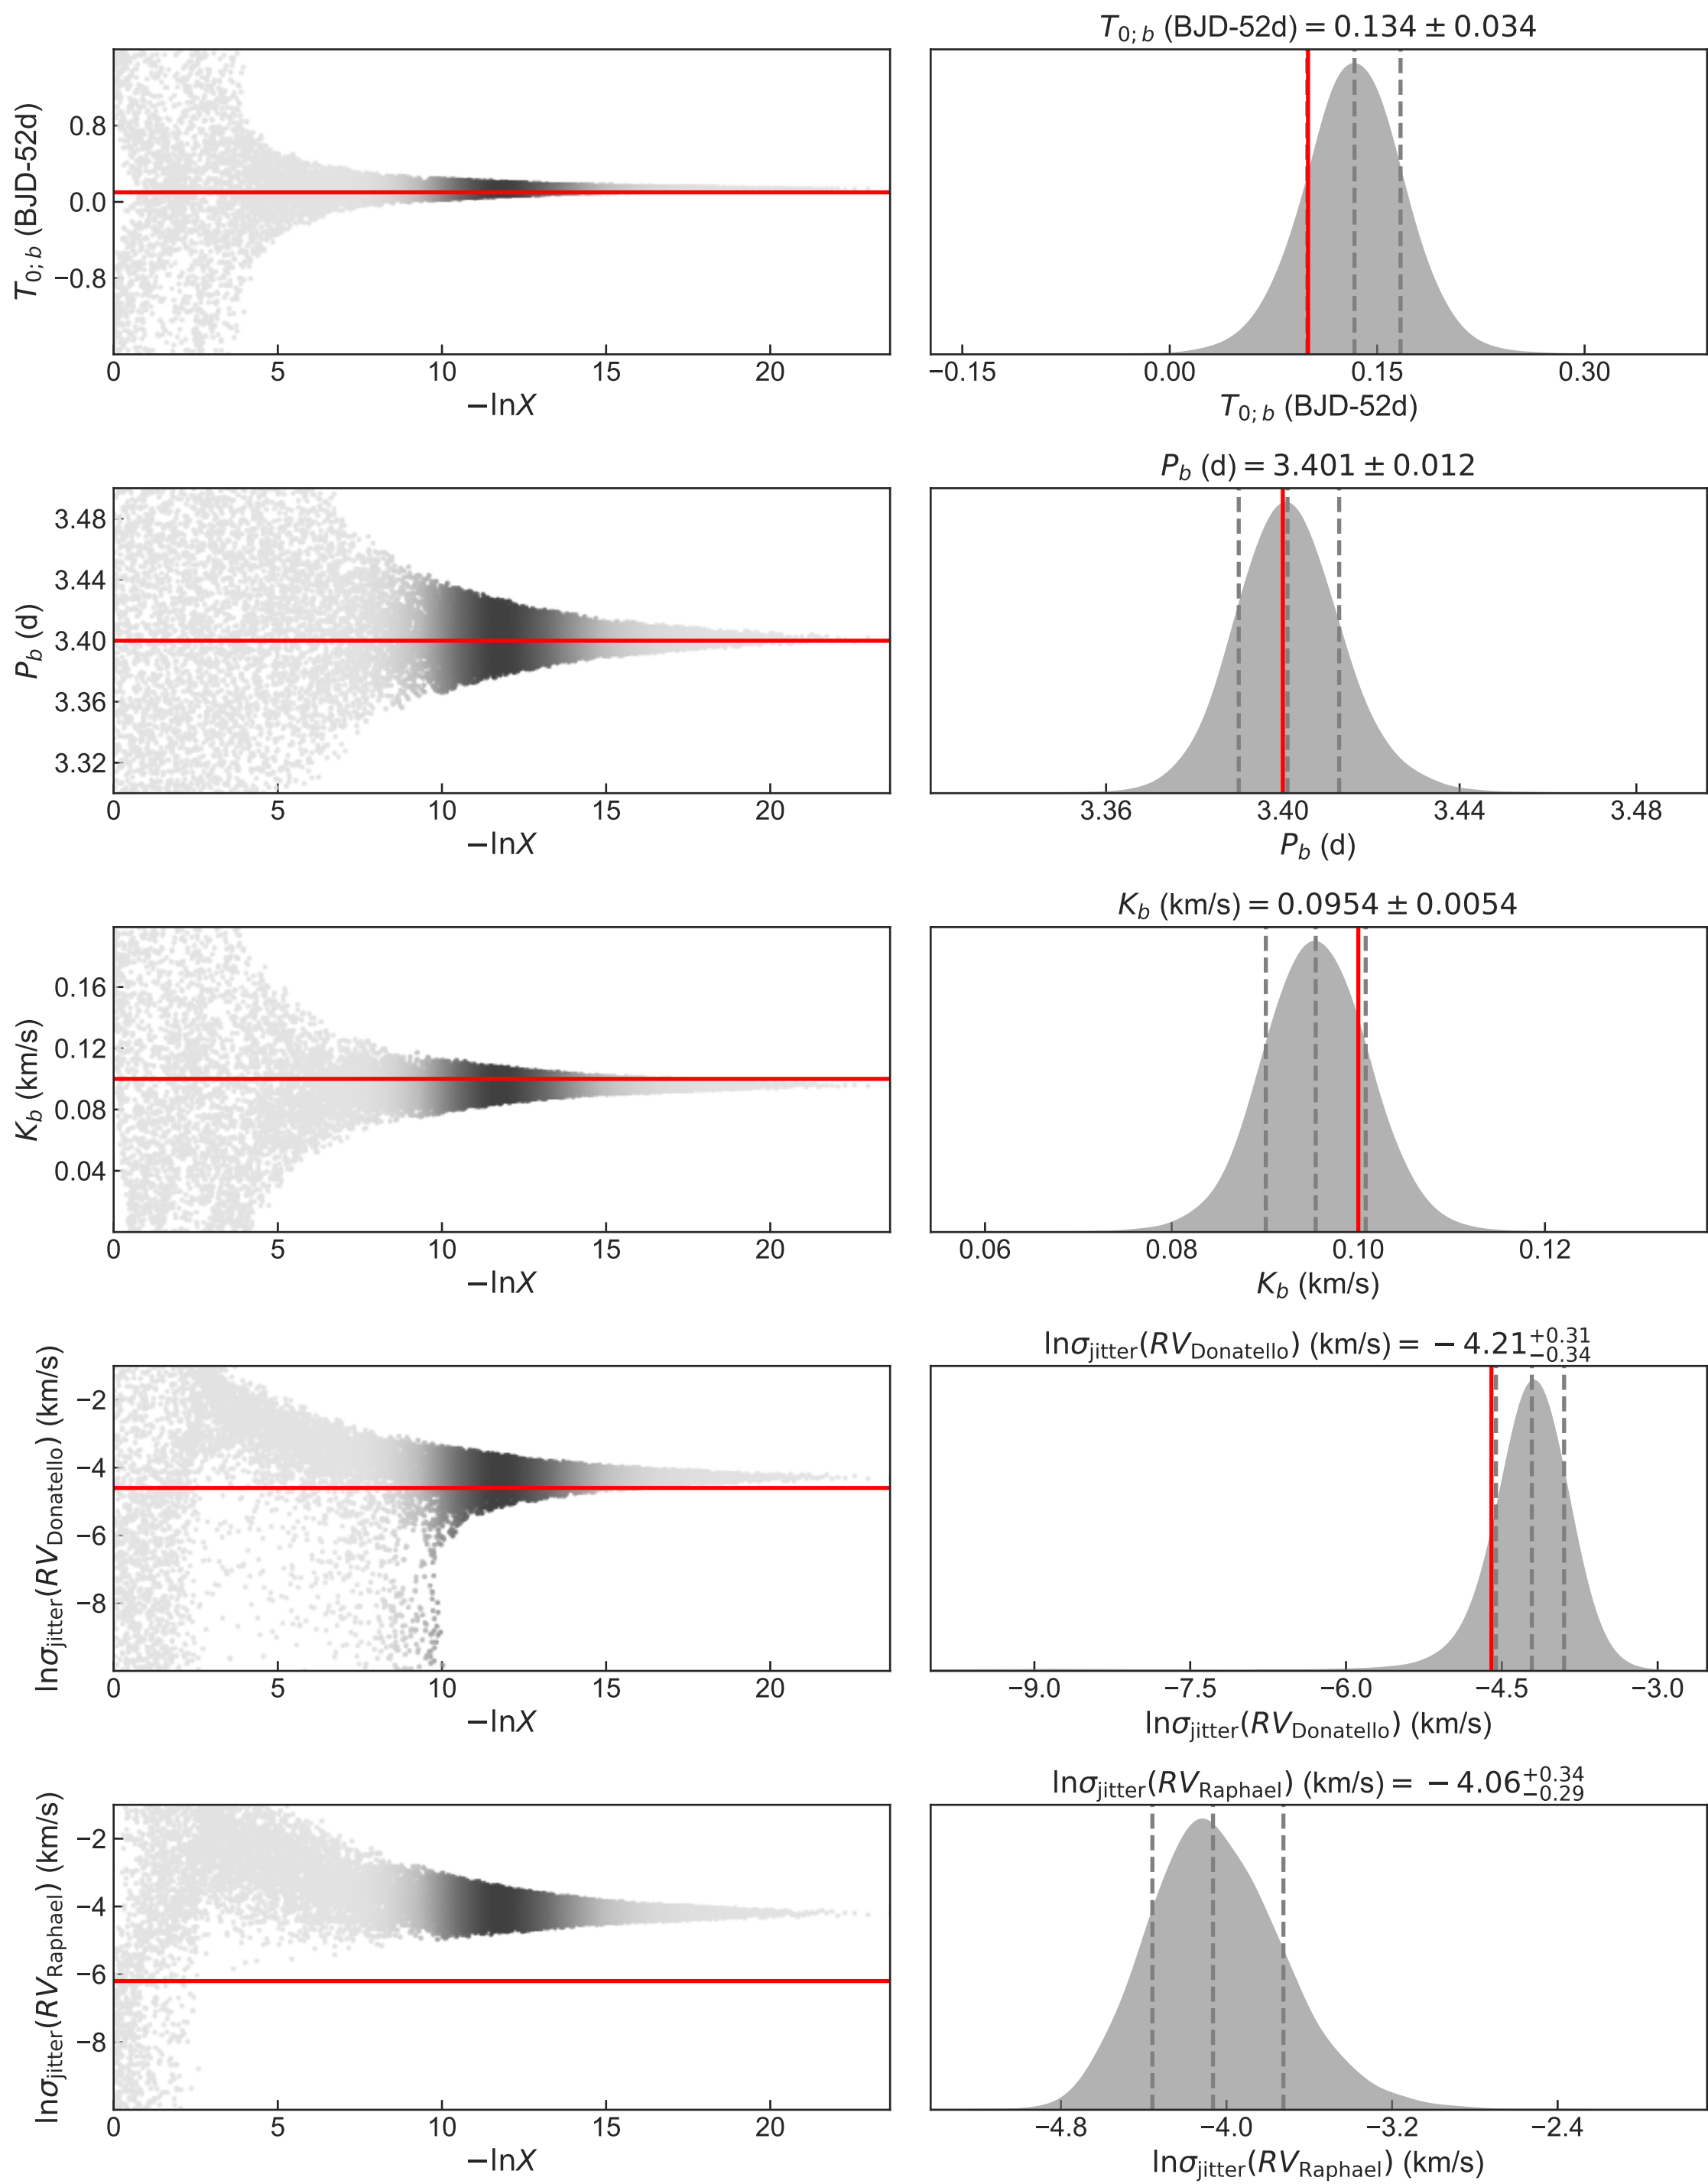 T0; b (BJD-52d) = 0.134 ± 0.034
T0; b (BJD-52d)
0.8
0.0
−0.8
0 5 10 15 20
−lnX
−0.15 0.00 0.15 0.30
T0; b (BJD-52d)
Pb (d) = 3.401 ± 0.012
Pb (d)
3.48
3.44
3.40
3.36
3.32
0 5 10 15 20
−lnX
3.36 3.40 3.44 3.48
Pb (d)
Kb (km/s) = 0.0954 ± 0.0054
Kb (km/s)
0.16
0.12
0.08
0.04
0 5 10 15 20
−lnX
0.06 0.08 0.10 0.12
Kb (km/s)
lnσjitter(RVDonatello) (km/s) = −4.21 +0.31 −0.34
lnσjitter(RVDonatello) (km/s)
−2
−4
−6
−8
0 5 10 15 20
−lnX
−9.0 −7.5 −6.0 −4.5 −3.0
lnσjitter(RVDonatello) (km/s)
lnσjitter(RVRaphael) (km/s) = −4.06 +0.34 −0.29
lnσjitter(RVRaphael) (km/s)
−2
−4
−6
−8
0 5 10 15 20
−lnX
−4.8 −4.0 −3.2 −2.4
lnσjitter(RVRaphael) (km/s)